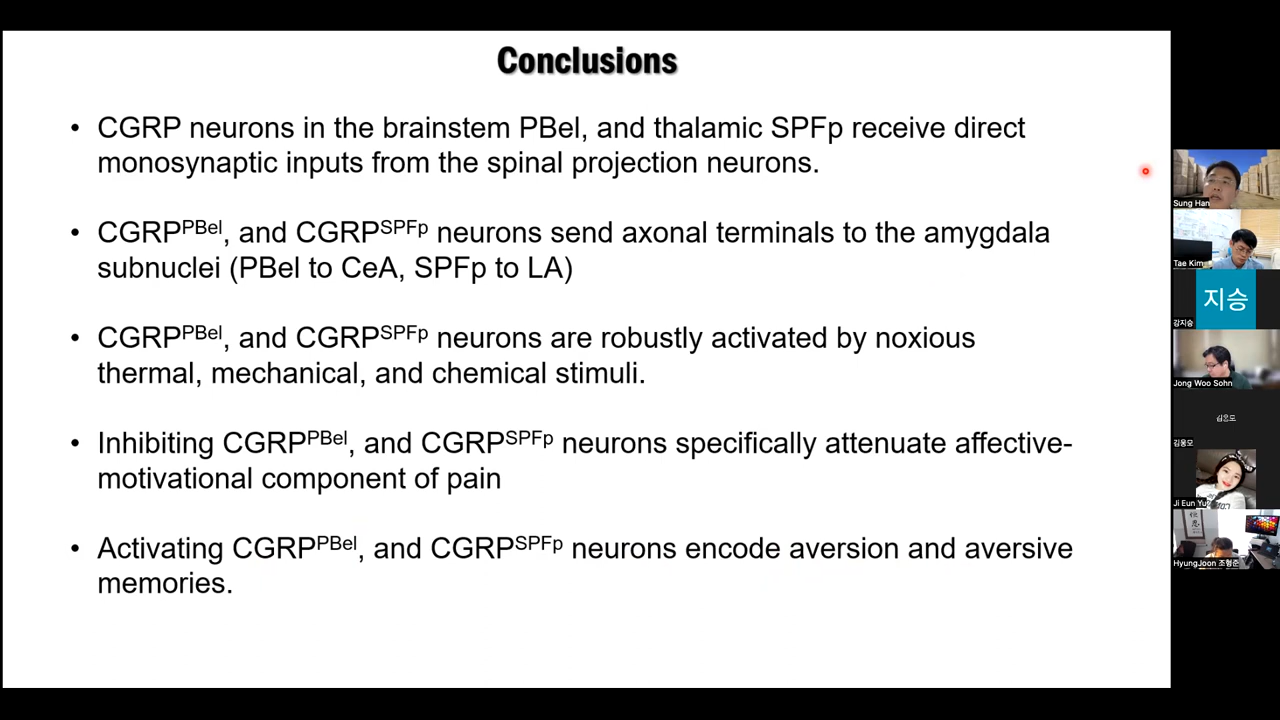 Conclusions
• CGRP neurons in the brainstem PBel, and thalamic SPFp receive direct
monosynaptic inputs from the spinal projection neurons.
• CGRPPBel, and CGRPSPFp neurons send axonal terminals to the amygdala
subnuclei (PBel to CeA, SPFp to LA)
• CGRPPBel, and CGRPSPFp neurons are robustly activated by noxious
thermal, mechanical, and chemical stimuli.
• Inhibiting CGRPPBel, and CGRPSPFp neurons specifically attenuate affective-
motivational component of pain
• Activating CGRPPBel, and CGRPSPFp neurons encode aversion and aversive
memories.
Sung Han
Tae Kim
지승
강지승
Jong Woo Sohn
Ji Eun Yu
HyungJoon 조형준